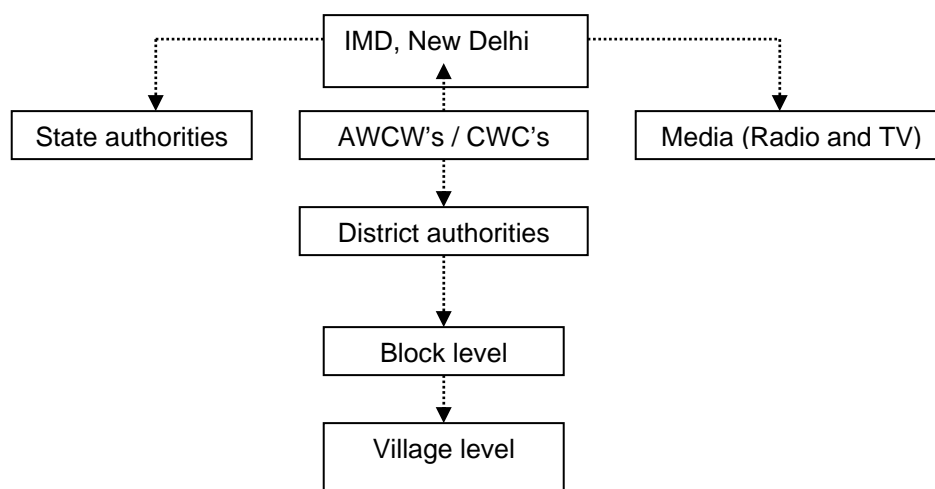 IMD, New Delhi
State authorities
AWCW's / CWC's
Media (Radio and TV)
District authorities
Block level
Village level